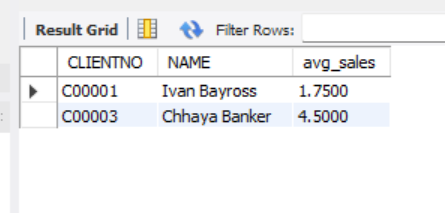 Result Grid Filter Rows:
CLIENTNO NAME avg_sales
C00001 Ivan Bayross 1.7500
C00003 Chhaya Banker 4.5000